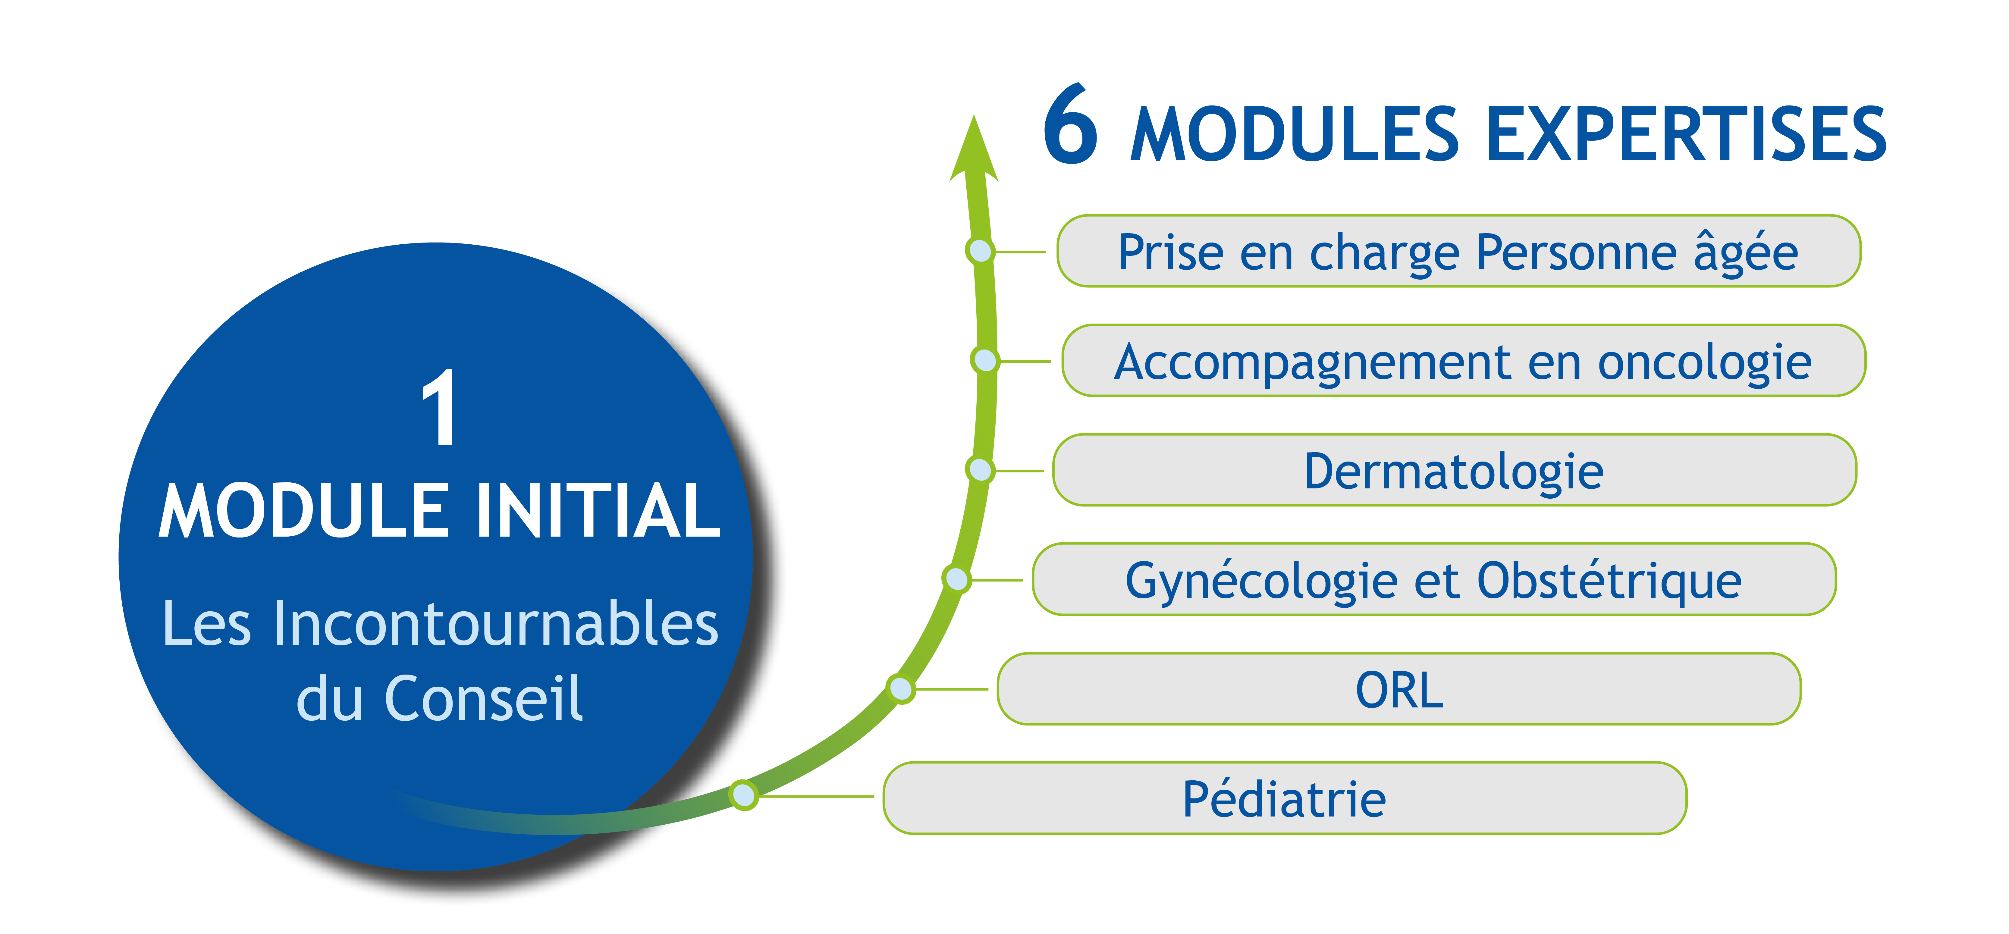 1
MODULE INITIAL
Les Incontournables
du Conseil
6 MODULES EXPERTISES
Prise en charge Personne âgée
Accompagnement en oncologie
Dermatologie
Gynécologie et Obstétrique
ORL
Pédiatrie